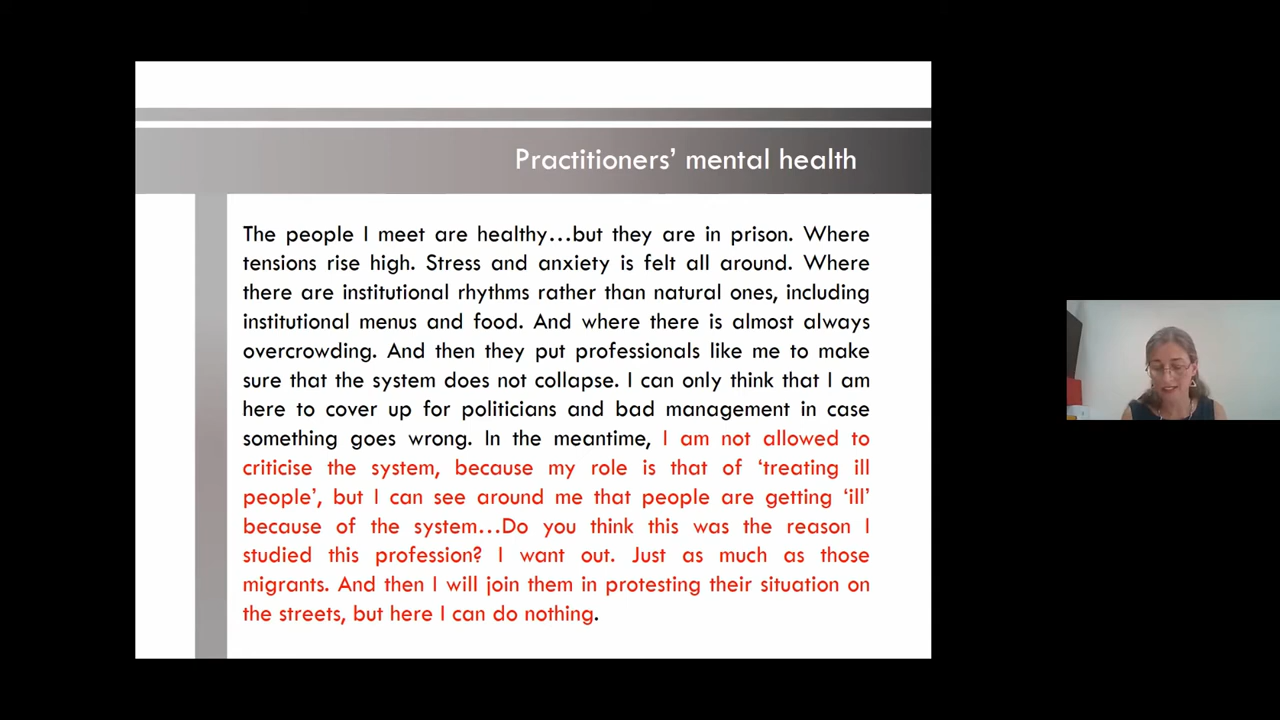 Practitioners’ mental health
The people I meet are healthy…but they are in prison. Where
tensions rise high. Stress and anxiety is felt all around. Where
there are institutional rhythms rather than natural ones, including
institutional menus and food. And where there is almost always
overcrowding. And then they put professionals like me to make
sure that the system does not collapse. I can only think that I am
here to cover up for politicians and bad management in case
something goes wrong. In the meantime, I am not allowed to
criticise the system, because my role is that of ‘treating ill
people’, but I can see around me that people are getting ‘ill’
because of the system…Do you think this was the reason I
studied this profession? I want out. Just as much as those
migrants. And then I will join them in protesting their situation on
the streets, but here I can do nothing.